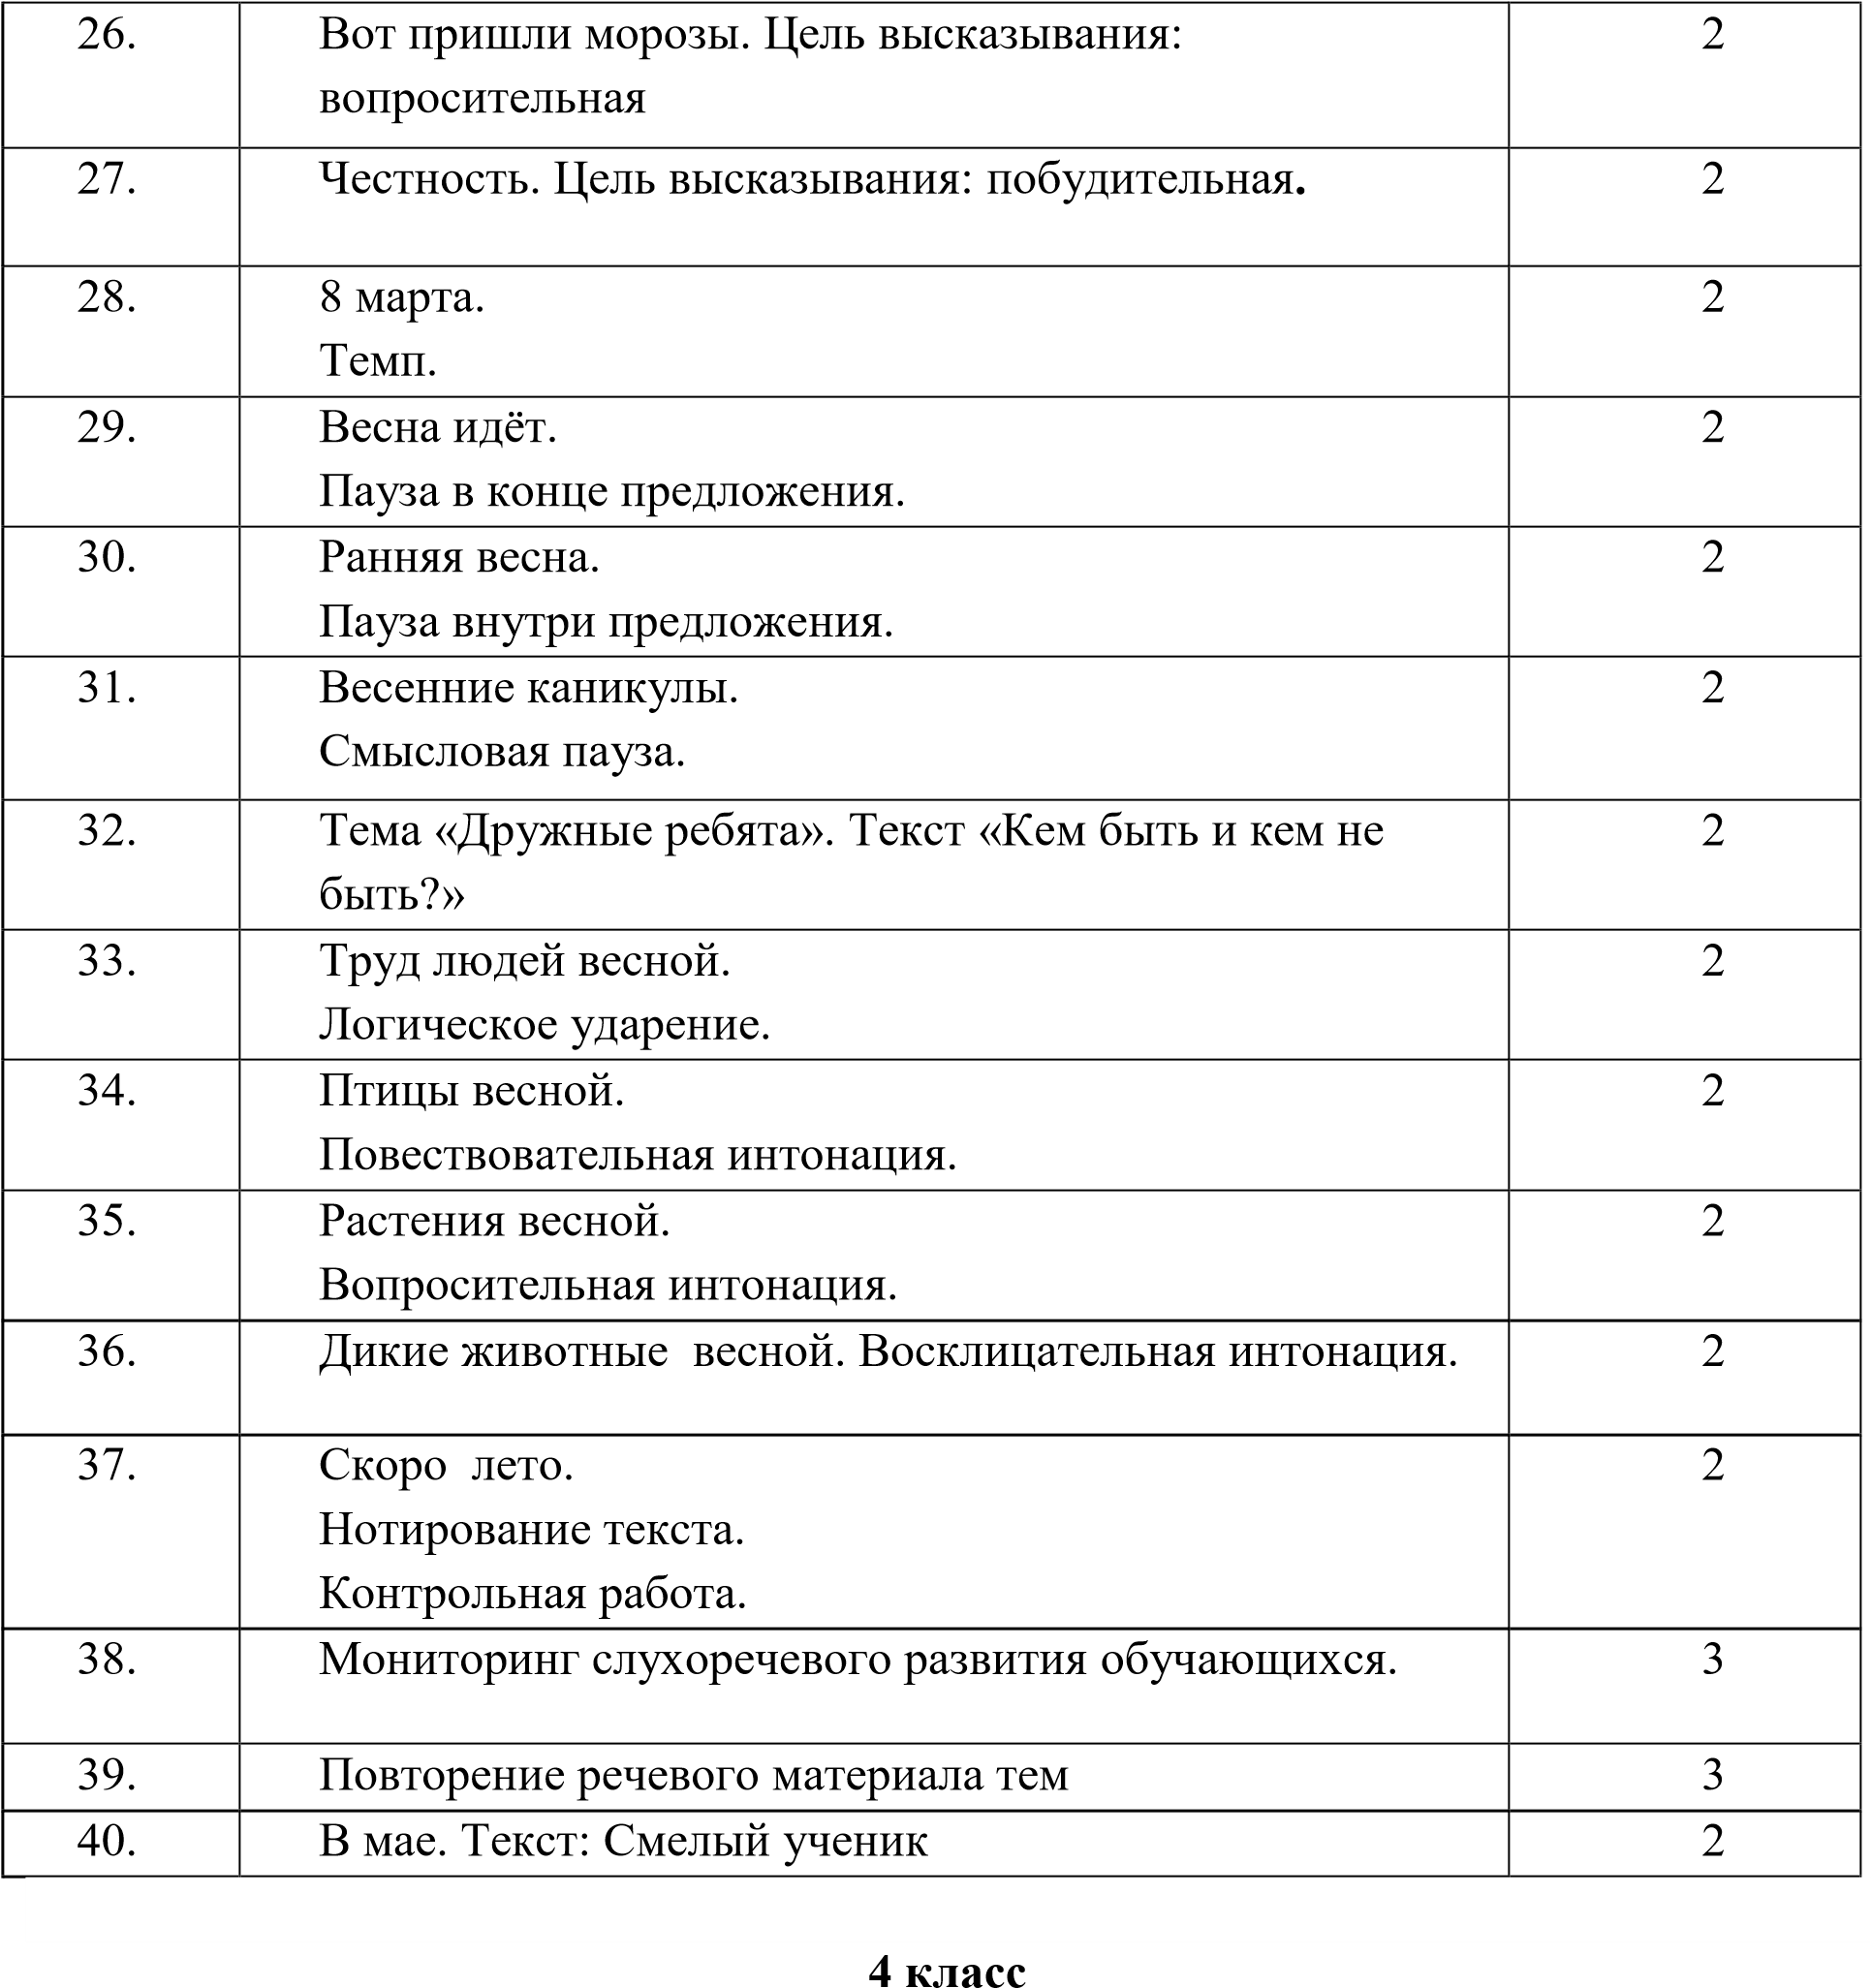 26. Вот пришли морозы. Цель высказывания: 2
вопросительная
27. Честность. Цель высказывания: побудительная. 2
28. 8 марта. 2
Темп.
29. Весна идёт. 2
Пауза в конце предложения.
30. Ранняя весна. 2
Пауза внутри предложения.
31. Весенние каникулы. 2
Смысловая пауза.
32. Тема «Дружные ребята». Текст «Кем быть и кем не 2
быть?»
33. Труд людей весной. 2
Логическое ударение.
34. Птицы весной. 2
Повествовательная интонация.
35. Растения весной. 2
Вопросительная интонация.
36. Дикие животные  весной. Восклицательная интонация. 2
37. Скоро  лето. 2
Нотирование текста.
Контрольная работа.
38. Мониторинг слухоречевого развития обучающихся. 3
39. Повторение речевого материала тем 3
40. В мае. Текст: Смелый ученик 2
4 класс